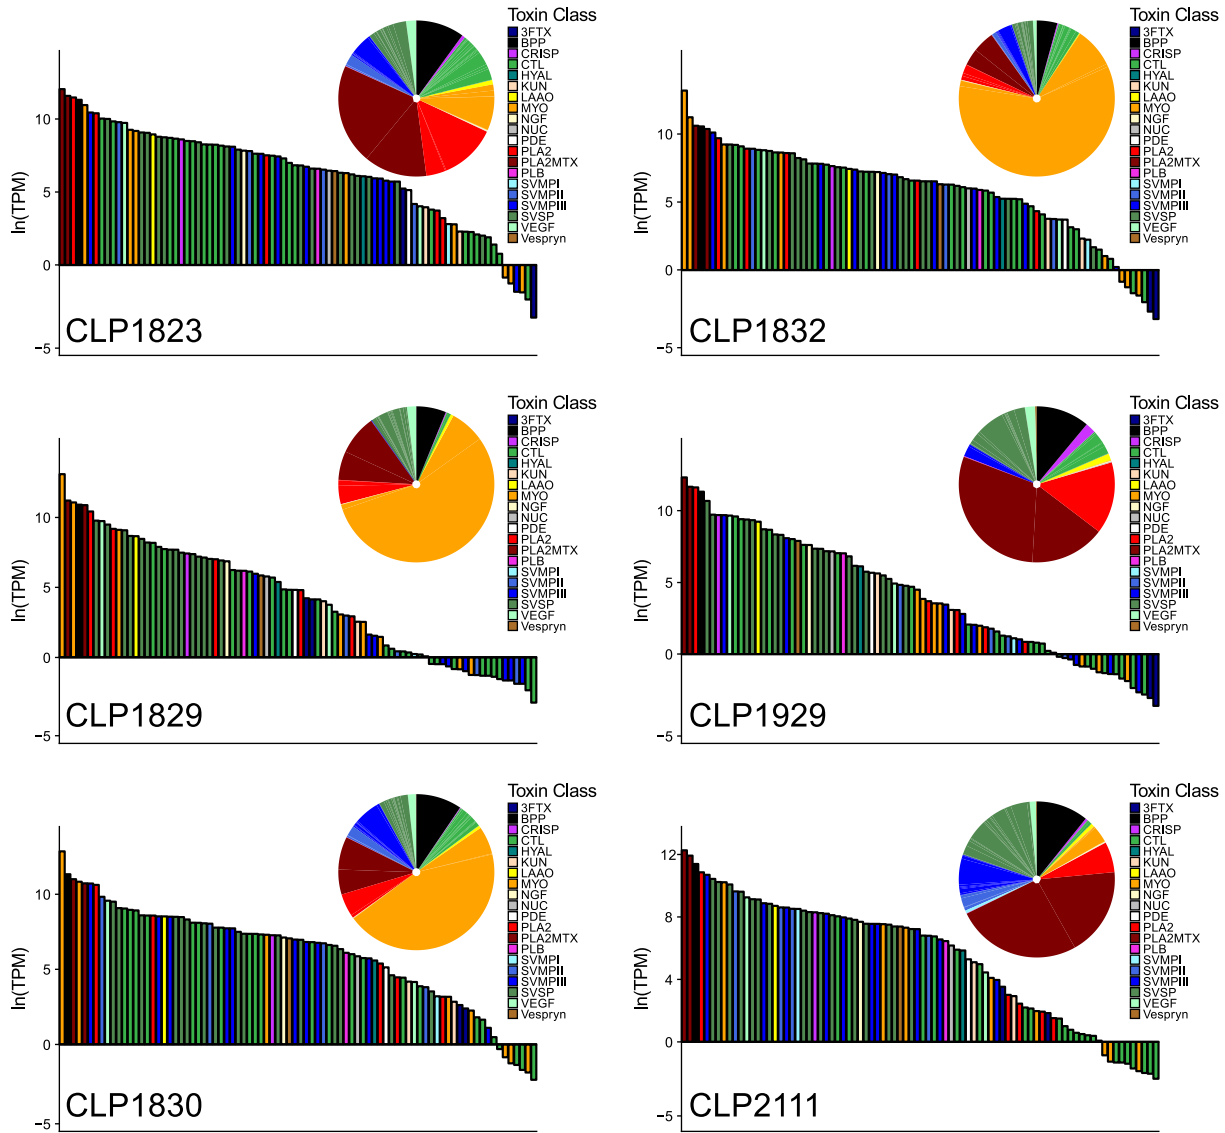 Toxin Class
3FTX
BPP
CRISP
CTL
HYAL
KUN
LAAO
MYO
NGF
NUC
PDE
PLA2
PLA2MTX
PLB
SVMPI
SVMPII
SVMPIII
SVSP
VEGF
Vespryn
ln(TPM)
10
5
0
−5
CLP1823
Toxin Class
3FTX
BPP
CRISP
CTL
HYAL
KUN
LAAO
MYO
NGF
NUC
PDE
PLA2
PLA2MTX
PLB
SVMPI
SVMPII
SVMPIII
SVSP
VEGF
Vespryn
ln(TPM)
10
5
0
−5
CLP1832
Toxin Class
3FTX
BPP
CRISP
CTL
HYAL
KUN
LAAO
MYO
NGF
NUC
PDE
PLA2
PLA2MTX
PLB
SVMPI
SVMPII
SVMPIII
SVSP
VEGF
Vespryn
ln(TPM)
10
5
0
−5
CLP1829
Toxin Class
3FTX
BPP
CRISP
CTL
HYAL
KUN
LAAO
MYO
NGF
NUC
PDE
PLA2
PLA2MTX
PLB
SVMPI
SVMPII
SVMPIII
SVSP
VEGF
Vespryn
ln(TPM)
10
5
0
−5
CLP1929
Toxin Class
3FTX
BPP
CRISP
CTL
HYAL
KUN
LAAO
MYO
NGF
NUC
PDE
PLA2
PLA2MTX
PLB
SVMPI
SVMPII
SVMPIII
SVSP
VEGF
Vespryn
ln(TPM)
10
5
0
−5
CLP1830
Toxin Class
3FTX
BPP
CRISP
CTL
HYAL
KUN
LAAO
MYO
NGF
NUC
PDE
PLA2
PLA2MTX
PLB
SVMPI
SVMPII
SVMPIII
SVSP
VEGF
Vespryn
ln(TPM)
12
8
4
0
−5
CLP2111